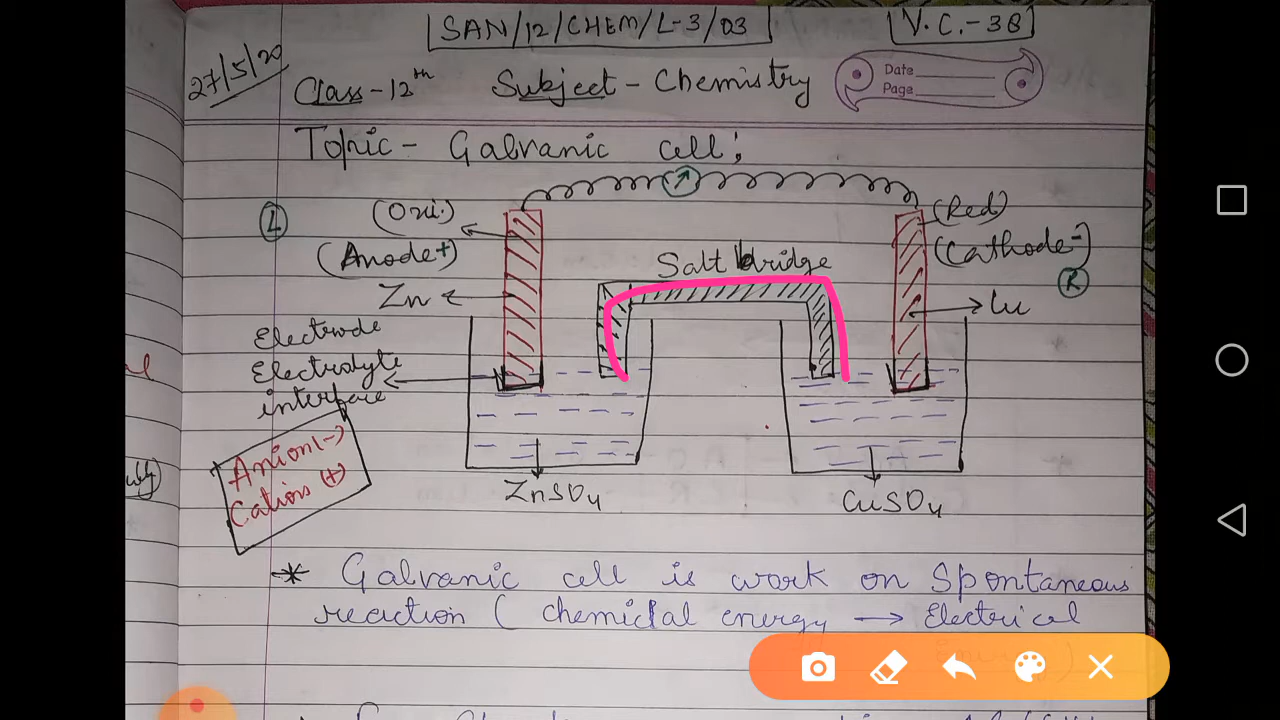 SAN/12/CHEM/L-3/03
V.C.-38
27/5/20
Class-12th Subject - Chemistry
Date
Page
Topic - Galvanic cell;
L
(Oxi.)
(Red)
(Anode+)
(Cathode-)
Salt bridge
R
Zn
Cu
Electrode
Electrolyte
interface
Anion(-)
Cations (+)
ZnSO4
CuSO4
* Galvanic cell is work on Spontaneous
reaction ( chemical energy → Electrical